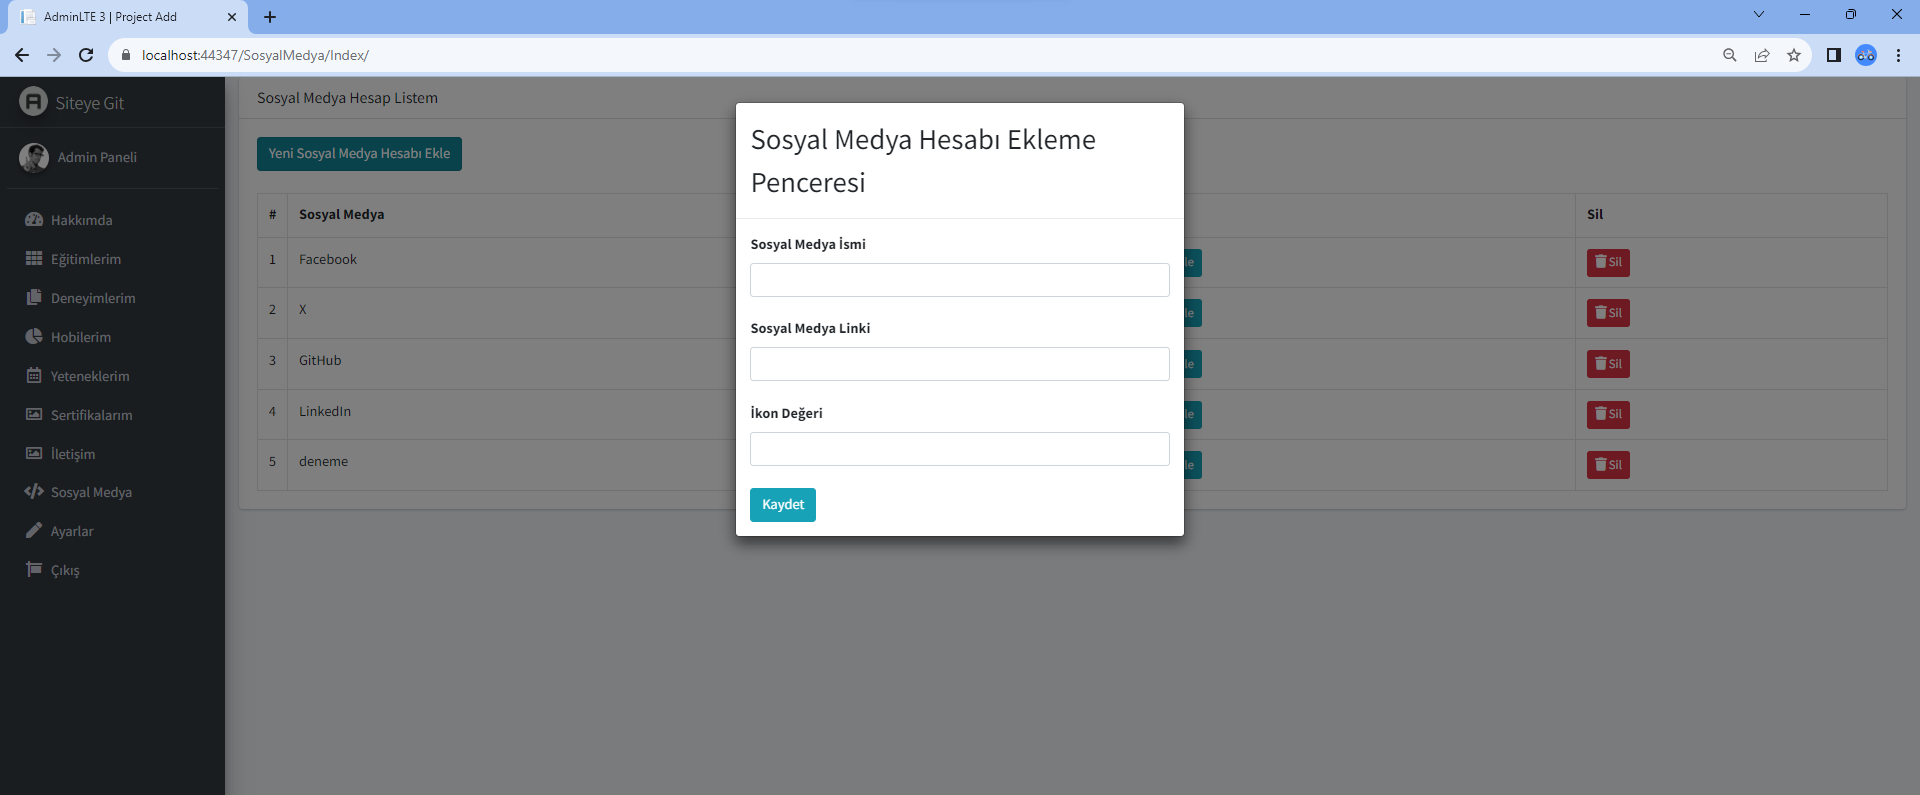 AdminLTE 3 | Project Add
localhost:44347/SosyalMedya/Index/
Siteye Git
Admin Paneli
Hakkımda
Eğitimlerim
Deneyimlerim
Hobilerim
Yeteneklerim
Sertifikalarım
İletişim
Sosyal Medya
Ayarlar
Çıkış
Sosyal Medya Hesap Listem
Yeni Sosyal Medya Hesabı Ekle
# Sosyal Medya Sil
1 Facebook le Sil
2 X le Sil
3 GitHub le Sil
4 LinkedIn le Sil
5 deneme le Sil
Sosyal Medya Hesabı Ekleme
Penceresi
Sosyal Medya İsmi
Sosyal Medya Linki
İkon Değeri
Kaydet